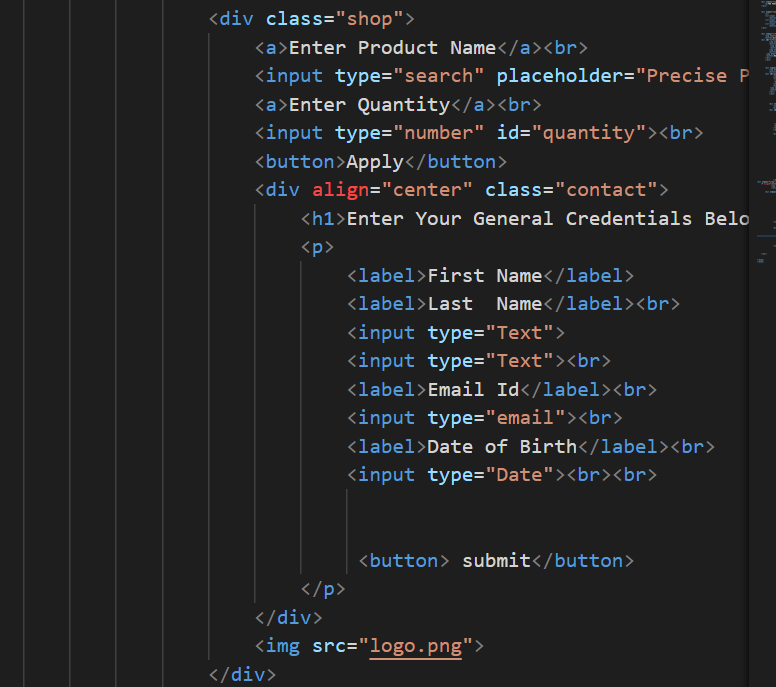 <div class="shop">
<a>Enter Product Name</a><br>
<input type="search" placeholder="Precise P
<a>Enter Quantity</a><br>
<input type="number" id="quantity"><br>
<button>Apply</button>
<div align="center" class="contact">
<h1>Enter Your General Credentials Belo
<p>
<label>First Name</label>
<label>Last  Name</label><br>
<input type="Text">
<input type="Text"><br>
<label>Email Id</label><br>
<input type="email"><br>
<label>Date of Birth</label><br>
<input type="Date"><br><br>
<button> submit</button>
</p>
</div>
<img src="logo.png">
</div>